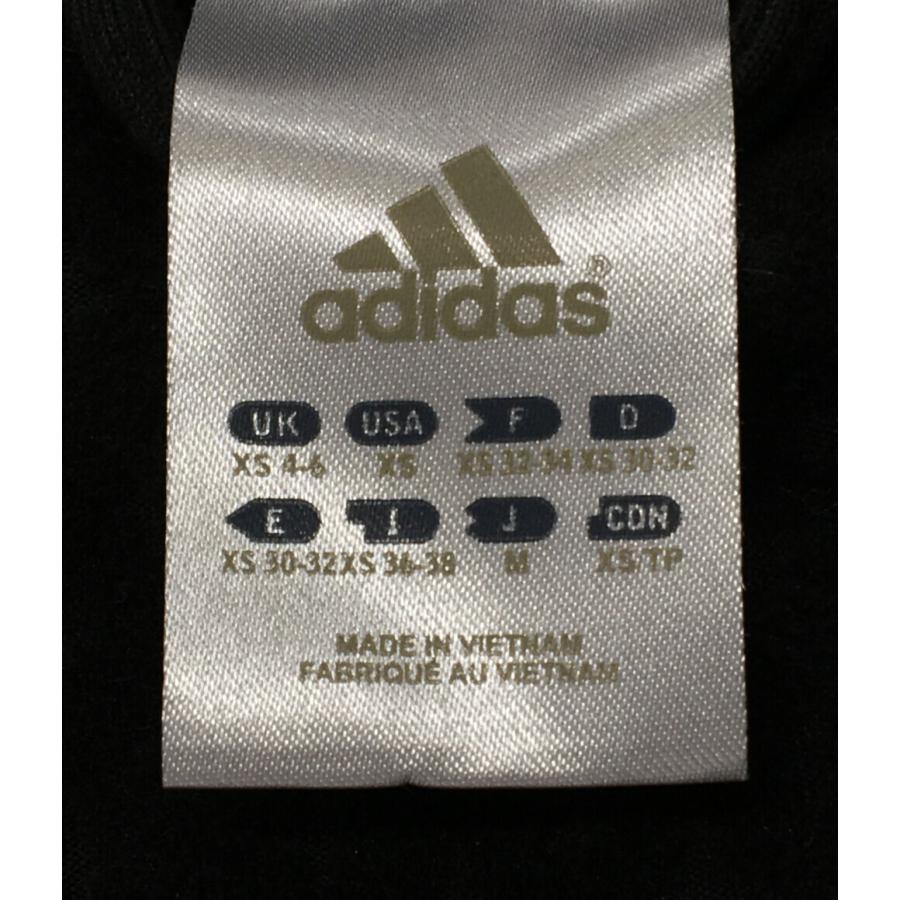 adidas®
UK USA F D
XS 4-6 XS XS 32-34 XS 30-32
E I J CDN
XS 30-32 XS 36-38 M XS/TP
MADE IN VIETNAM
FABRIQUÉ AU VIETNAM